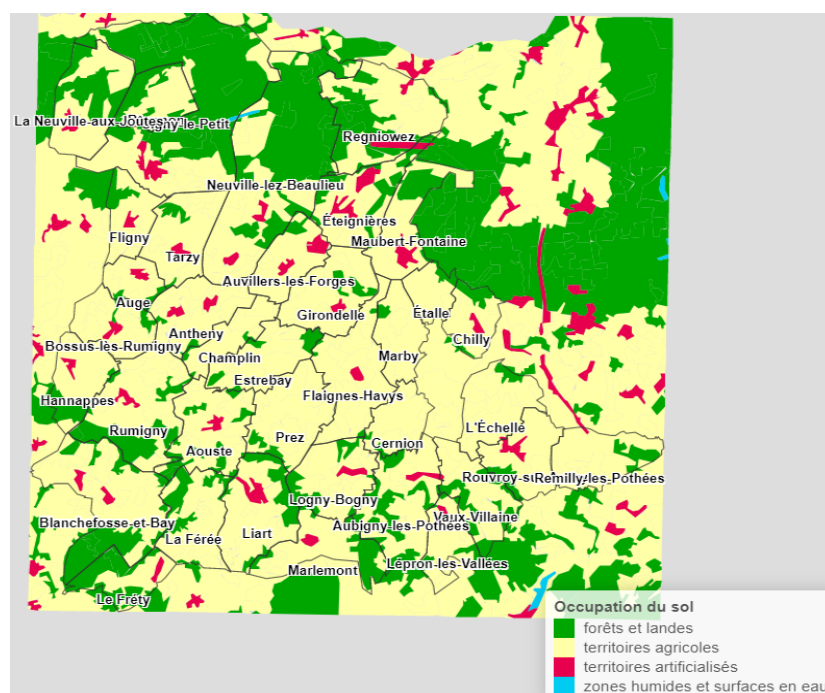 La Neuville-aux-Joûtes
Regniowez
Neuville-lez-Beaulieu
Éteignières
Fligny
Maubert-Fontaine
Tarzy
Auvillers-les-Forges
Auge
Girondelle
Étalle
Antheny
Chilly
Bossus-lès-Rumigny
Champlin
Marby
Estrebay
Flaignes-Havys
Hannappes
L'Échelle
Rumigny
Prez
Cernion
Aouste
Remilly-les-Pothées
Logny-Bogny
Vaux-Villaine
Blanchefosse-et-Bay
Aubigny-les-Pothées
Liart
La Férée
Lépron-les-Vallées
Marlemont
Le Fréty
Occupation du sol
forêts et landes
territoires agricoles
territoires artificialisés
zones humides et surfaces en eau